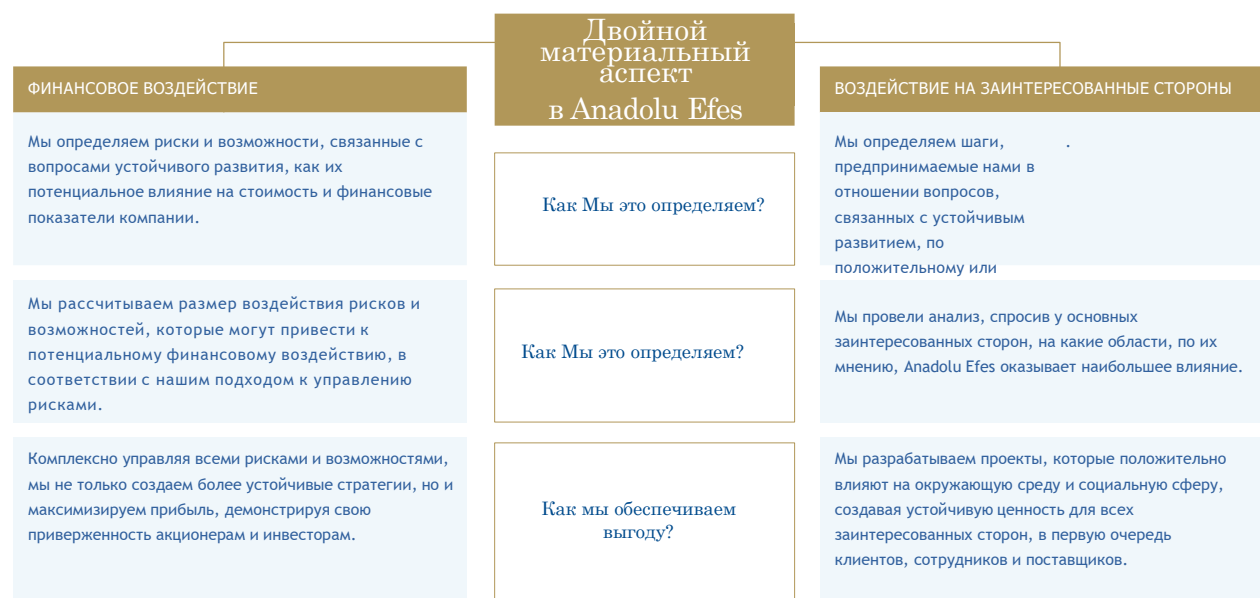 Двойной
материальный
аспект
в Anadolu Efes
ФИНАНСОВОЕ ВОЗДЕЙСТВИЕ
ВОЗДЕЙСТВИЕ НА ЗАИНТЕРЕСОВАННЫЕ СТОРОНЫ
Мы определяем риски и возможности, связанные с
вопросами устойчивого развития, как их
потенциальное влияние на стоимость и финансовые
показатели компании.
Как Мы это определяем?
Мы определяем шаги, .
предпринимаемые нами в
отношении вопросов,
связанных с устойчивым
развитием, по
положительному или
Мы рассчитываем размер воздействия рисков и
возможностей, которые могут привести к
потенциальному финансовому воздействию, в
соответствии с нашим подходом к управлению
рисками.
Как Мы это определяем?
Мы провели анализ, спросив у основных
заинтересованных сторон, на какие области, по их
мнению, Anadolu Efes оказывает наибольшее влияние.
Комплексно управляя всеми рисками и возможностями,
мы не только создаем более устойчивые стратегии, но и
максимизируем прибыль, демонстрируя свою
приверженность акционерам и инвесторам.
Как мы обеспечиваем
выгоду?
Мы разрабатываем проекты, которые положительно
влияют на окружающую среду и социальную сферу,
создавая устойчивую ценность для всех
заинтересованных сторон, в первую очередь
клиентов, сотрудников и поставщиков.